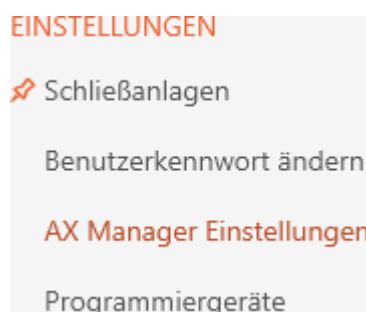 EINSTELLUNGEN
Schließanlagen
Benutzerkennwort ändern
AX Manager Einstellungen
Programmiergeräte